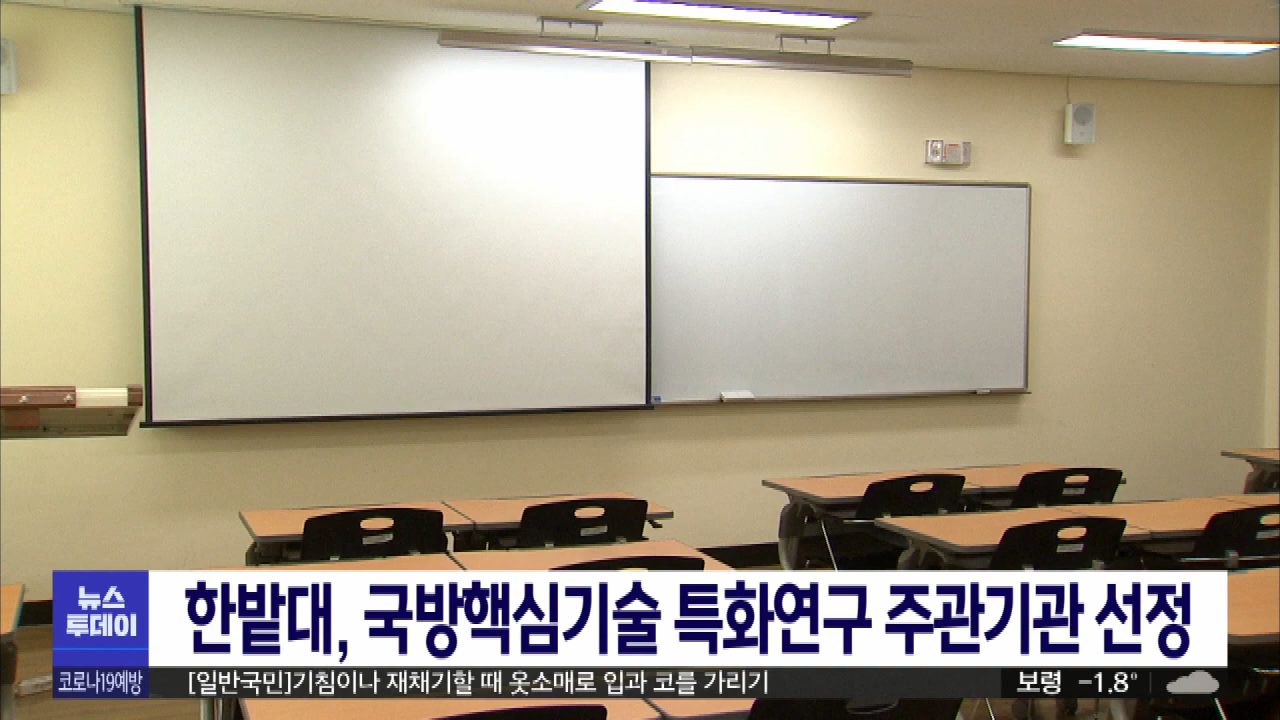 뉴스
투데이
한밭대, 국방핵심기술 특화연구 주관기관 선정
코로나19예방
[일반국민]기침이나 재채기할 때 옷소매로 입과 코를 가리기
보령 -1.8°